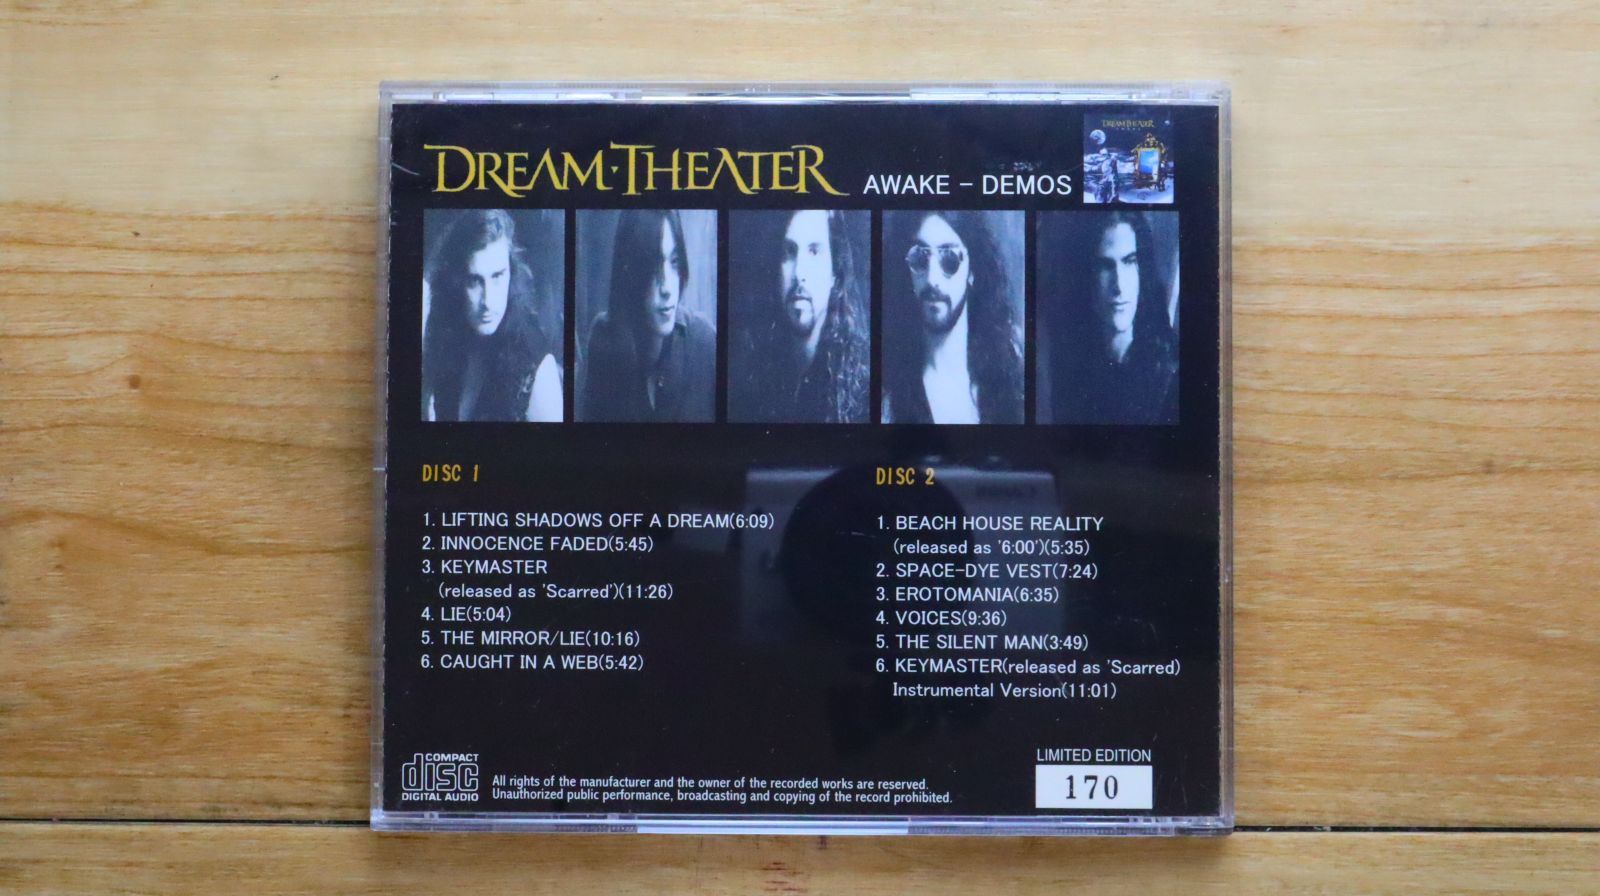 DREAM·THEATER
AWAKE - DEMOS
DREAM THEATER
DISC 1
1. LIFTING SHADOWS OFF A DREAM(6:09)
2. INNOCENCE FADED(5:45)
3. KEYMASTER
(released as 'Scarred')(11:26)
4. LIE(5:04)
5. THE MIRROR/LIE(10:16)
6. CAUGHT IN A WEB(5:42)
DISC 2
1. BEACH HOUSE REALITY
(released as '6:00')(5:35)
2. SPACE-DYE VEST(7:24)
3. EROTOMANIA(6:35)
4. VOICES(9:36)
5. THE SILENT MAN(3:49)
6. KEYMASTER(released as 'Scarred)
Instrumental Version(11:01)
COMPACT
disc
DIGITAL AUDIO
All rights of the manufacturer and the owner of the recorded works are reserved.
Unauthorized public performance, broadcasting and copying of the record prohibited.
LIMITED EDITION
170